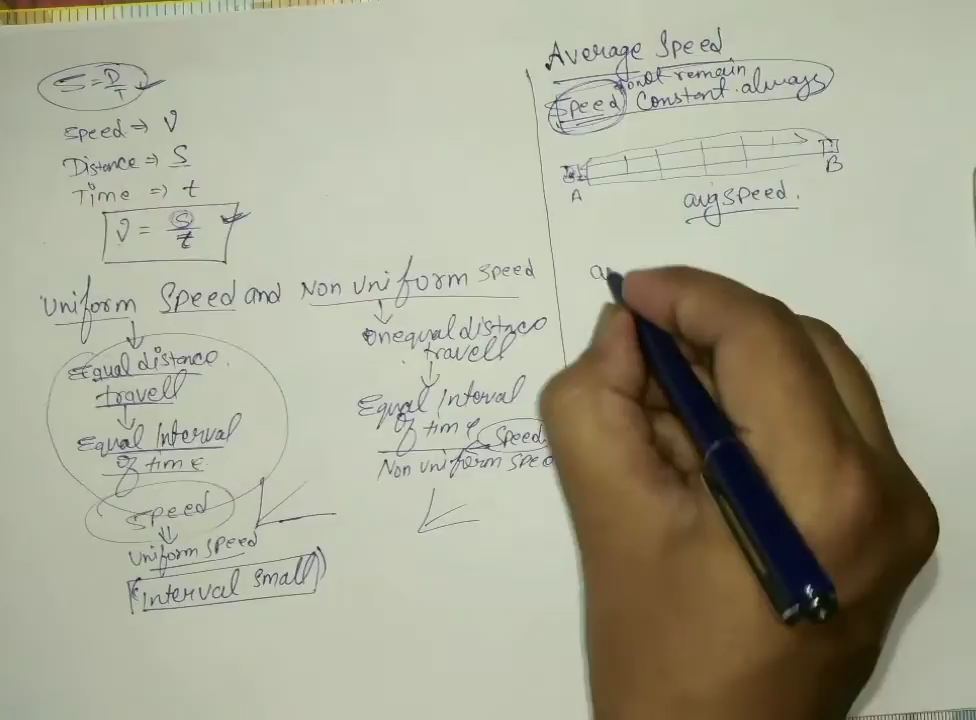 S = D/T
Speed ⇒ v
Distance ⇒ S
Time ⇒ t
v = S/t
Uniform Speed and Non Uniform Speed
Equal distance
travell
Equal Interval
Of time
Speed
Uniform speed
(Interval small)
Unequal distnce
travell
Equal Interval
Of time
Speed
Non uniform spee
Average Speed
not remain
Speed Constant always
A B
avg speed.
a